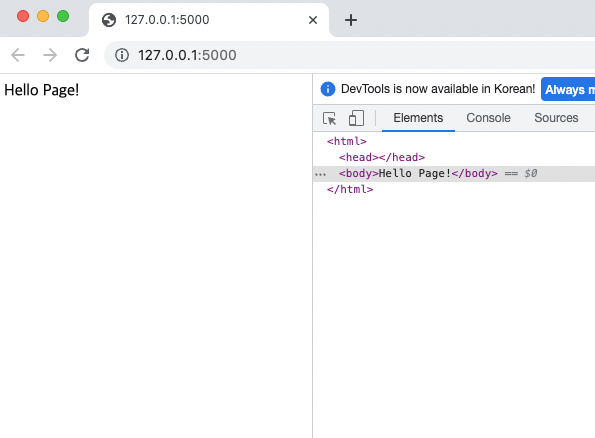 127.0.0.1:5000
127.0.0.1:5000
Hello Page!
DevTools is now available in Korean! Always m
Elements Console Sources
<html>
<head></head>
<body>Hello Page!</body> == $0
</html>